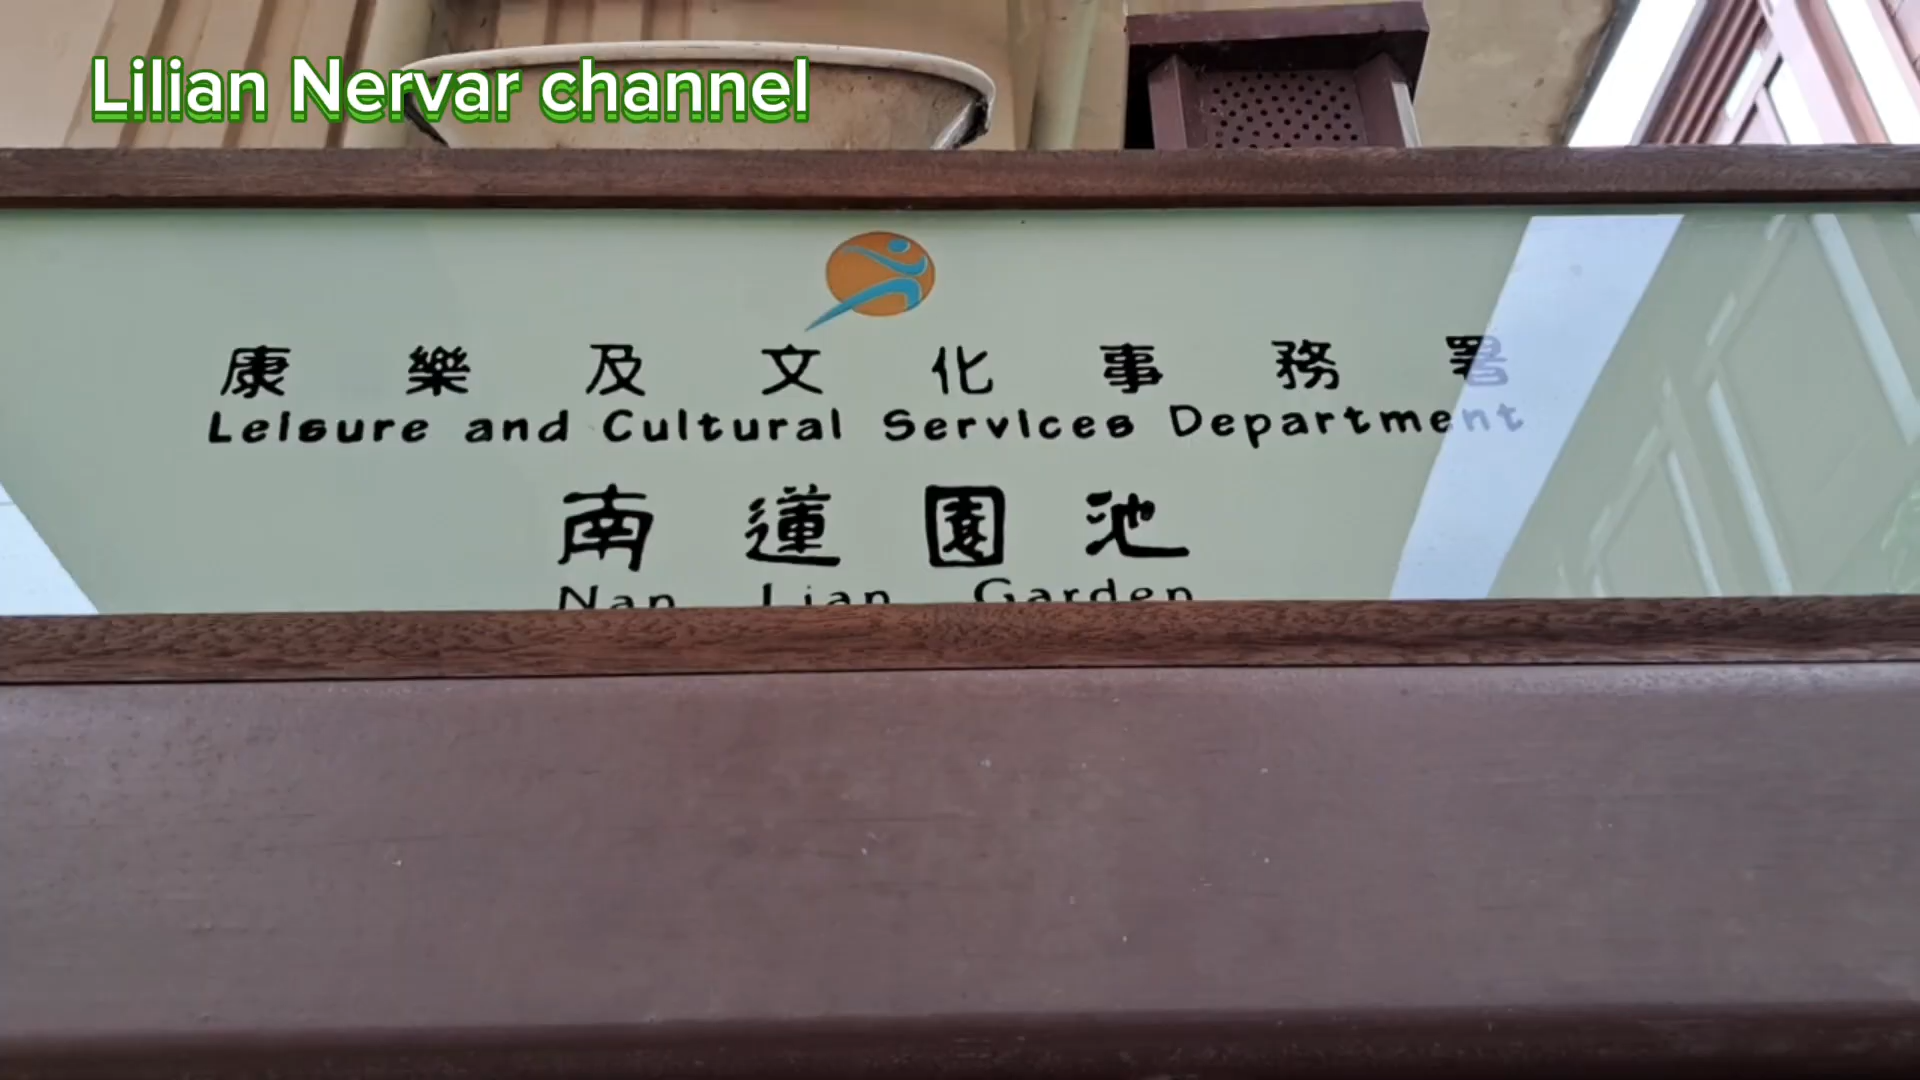 Lilian Nervar channel
康樂及文化事務署
Leisure and Cultural Services Department
南蓮園池
Nan Lian Garden